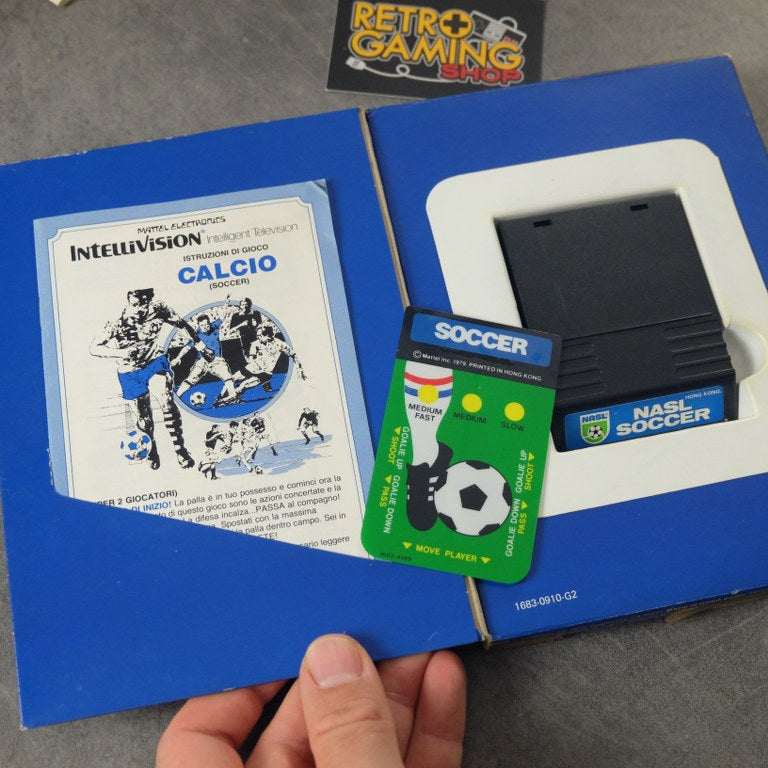 RETRO
GAMING
SHOP
MATTEL ELECTRONICS
INTELLIVISION® Intelligent Television
ISTRUZIONI DI GIOCO
CALCIO
(SOCCER)
PER 2 GIOCATORI)
DI INIZIO! La palla è in tuo possesso e cominci ora la
di questo gioco sono le azioni concertate e la
La difesa incalza...PASSA al compagno!
Spostati con la massima
la palla dentro campo. Sei in
RETE!
leggere
SOCCER
© Mattel Inc. 1979. PRINTED IN HONG KONG
MEDIUM
FAST
MEDIUM
SLOW
GOALIE UP
SHOOT
GOALIE DOWN
PASS
GOALIE UP
SHOOT
GOALIE DOWN
PASS
MOVE PLAYER
HONG KONG.
NASL
NASL
SOCCER
1683-0910-G2